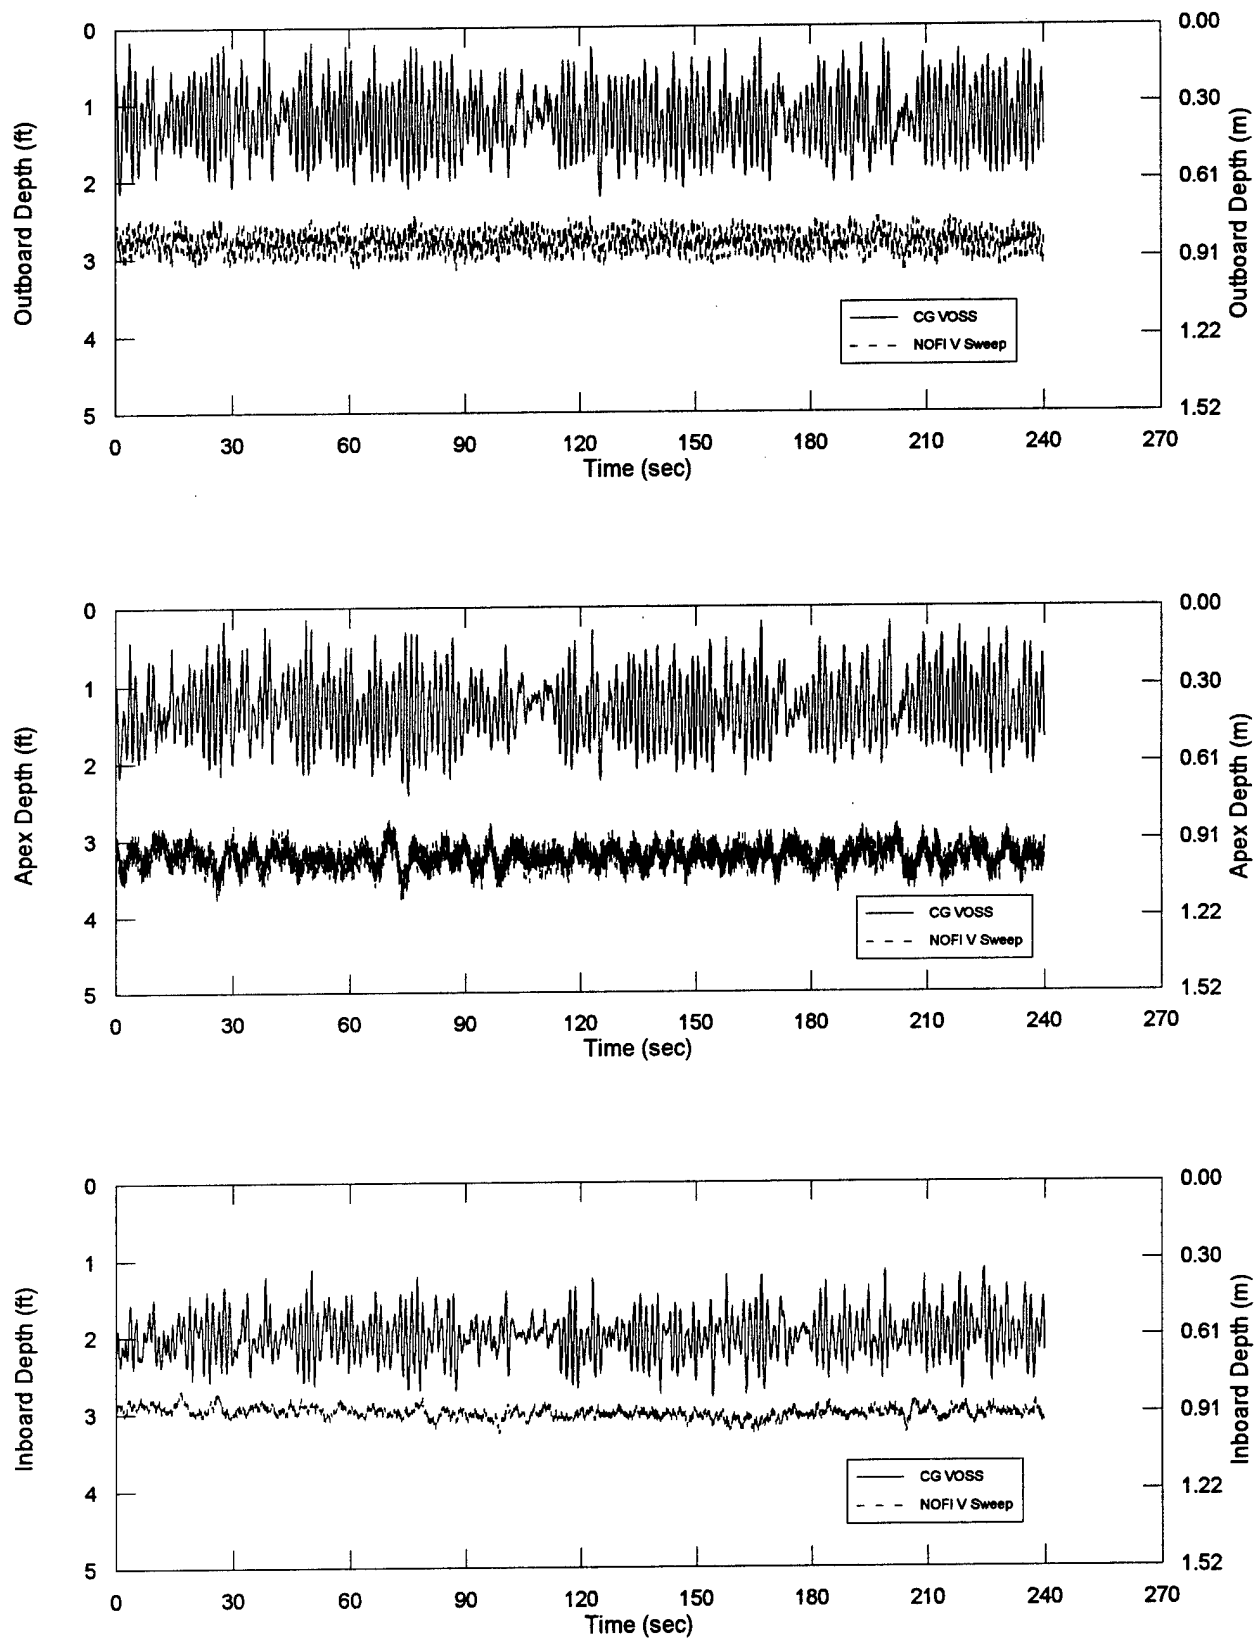 0
1
2
3
4
5
Outboard Depth (ft)
0.00
0.30
0.61
0.91
1.22
1.52
Outboard Depth (m)
CG VOSS
NOFI V Sweep
0 30 60 90 120 150 180 210 240 270
Time (sec)
0
1
2
3
4
5
Apex Depth (ft)
0.00
0.30
0.61
0.91
1.22
1.52
Apex Depth (m)
CG VOSS
NOFI V Sweep
0 30 60 90 120 150 180 210 240 270
Time (sec)
0
1
2
3
4
5
Inboard Depth (ft)
0.00
0.30
0.61
0.91
1.22
1.52
Inboard Depth (m)
CG VOSS
NOFI V Sweep
0 30 60 90 120 150 180 210 240 270
Time (sec)